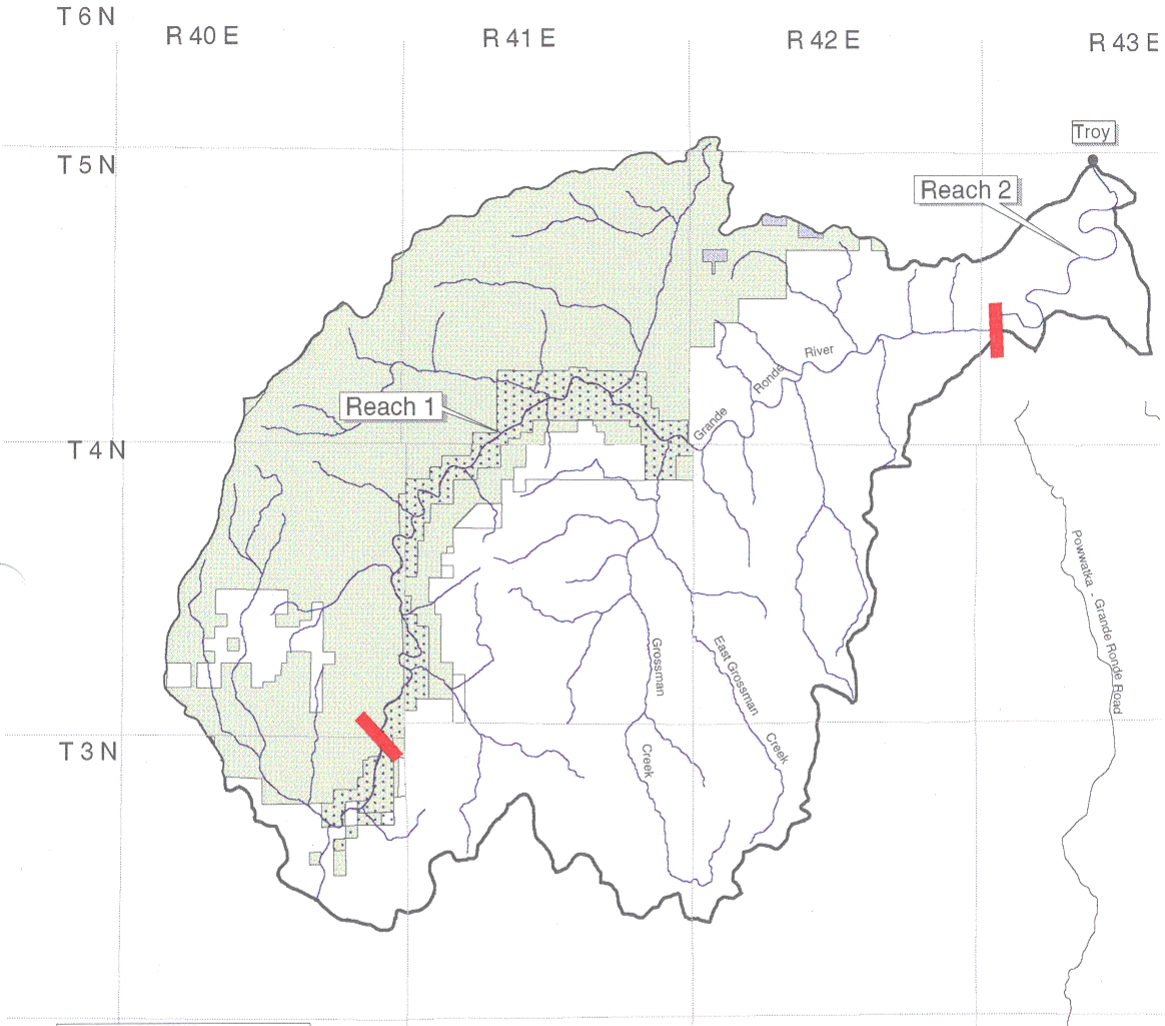 T 6 N
R 40 E
R 41 E
R 42 E
R 43 E
Troy
T 5 N
Reach 2
River
Ronde
Reach 1
Grande
T 4 N
Powwatka - Grande Ronde Road
Grossman
East Grossman
T 3 N
Creek
Creek